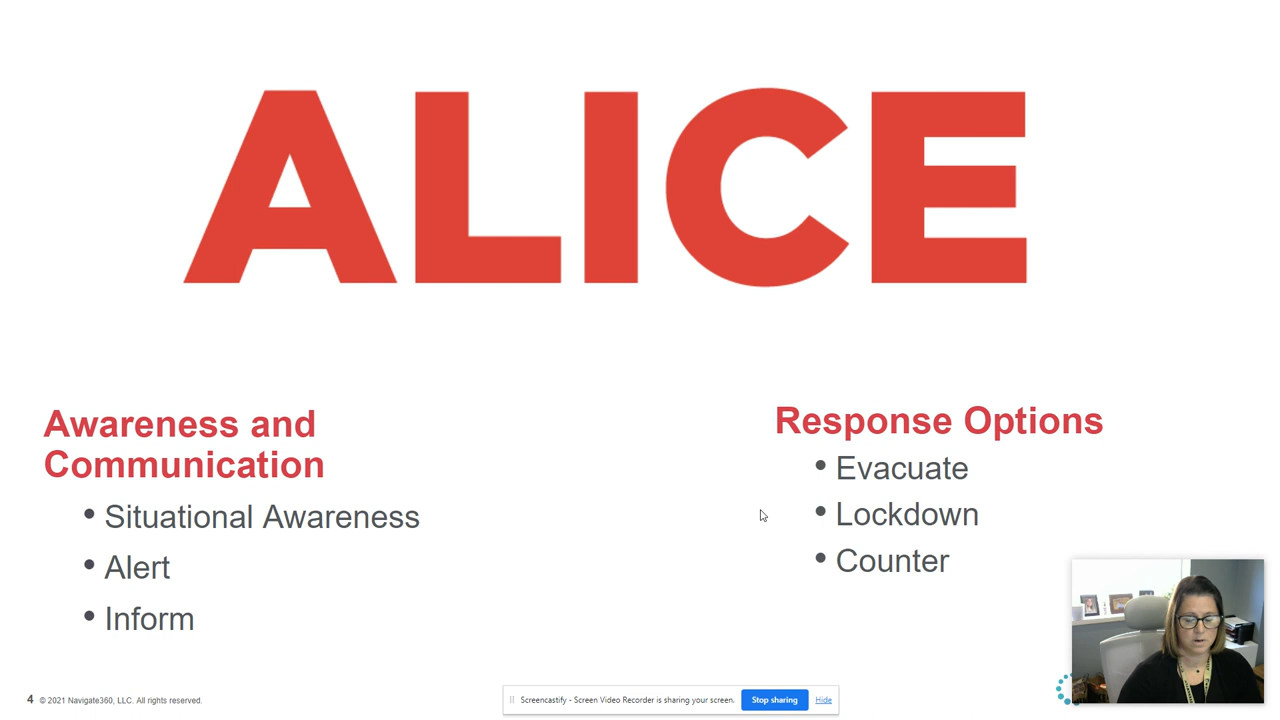 ALICE
Awareness and
Communication
• Situational Awareness
• Alert
• Inform
Response Options
• Evacuate
• Lockdown
• Counter
4 © 2021 Navigate360, LLC. All rights reserved.
Screencastify - Screen Video Recorder is sharing your screen. Stop sharing Hide